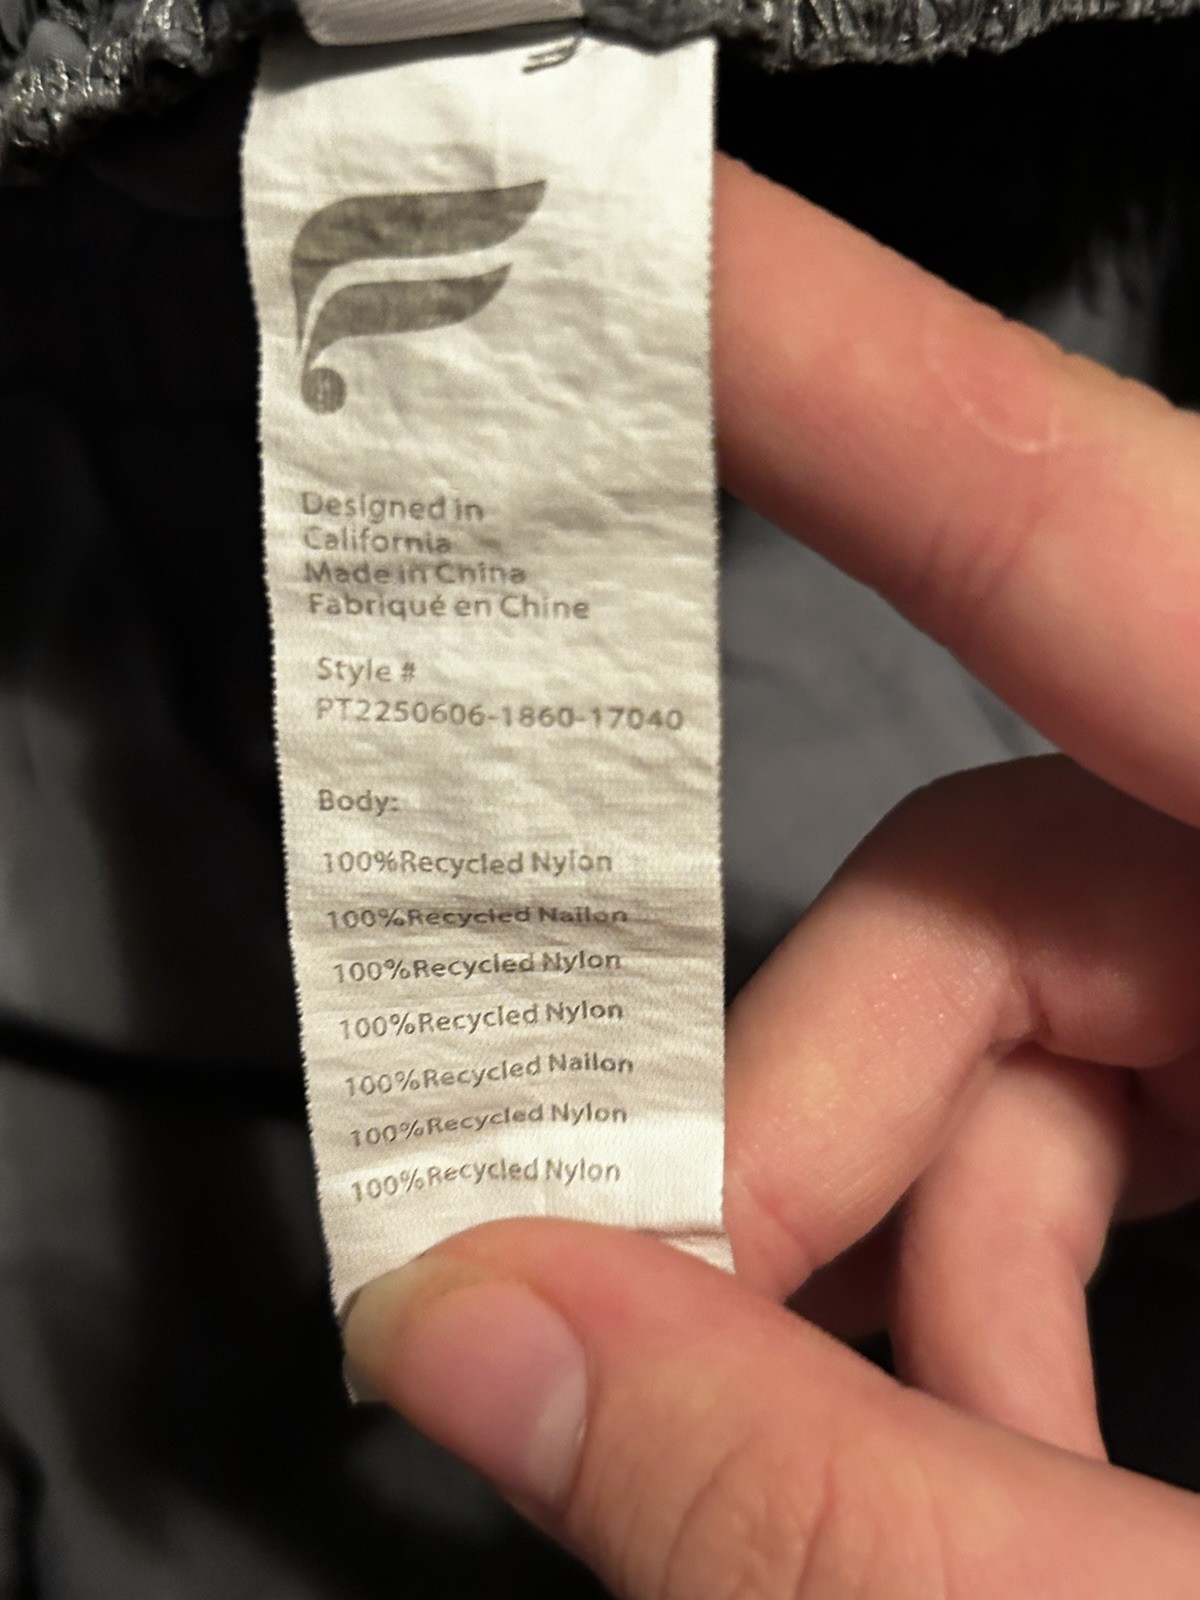 Designed in
California
Made in China
Fabriqué en Chine
Style #
PT2250606-1860-17040
Body:
100%Recycled Nylon
100%Recycled Nailon
100%Recycled Nylon
100%Recycled Nylon
100%Recycled Nailon
100%Recycled Nylon
100%Recycled Nylon